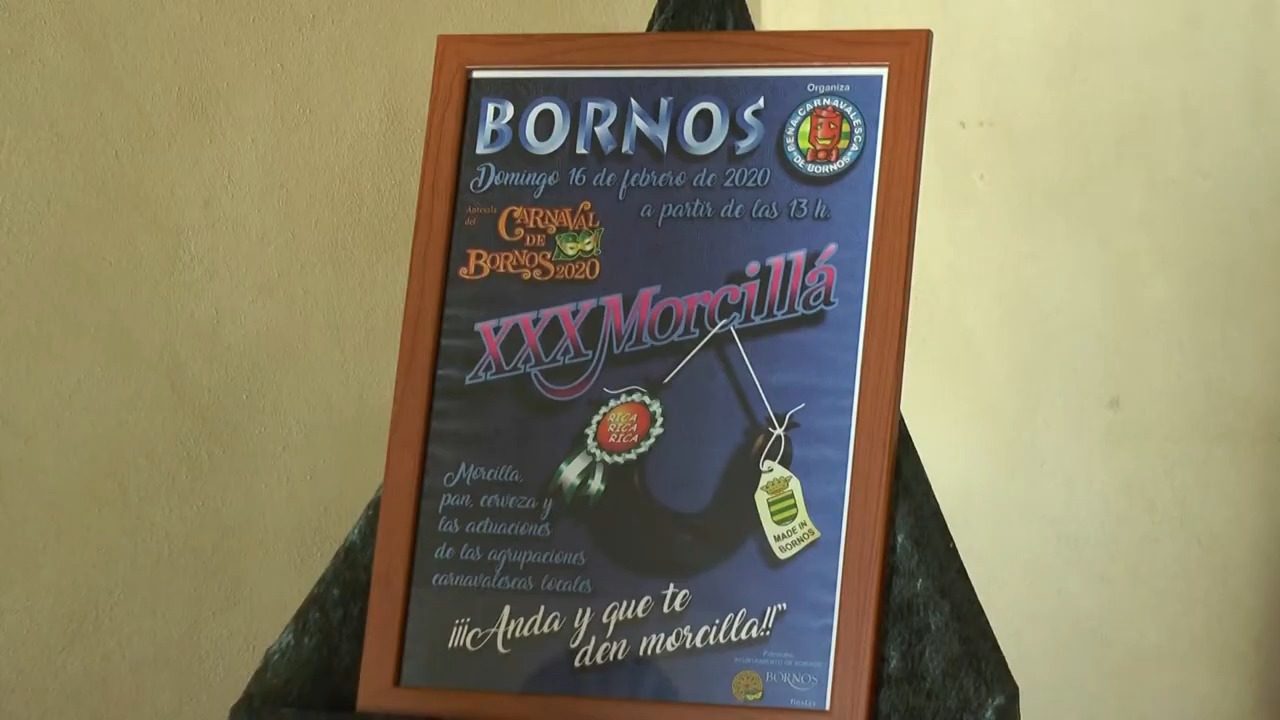 Organiza
BORNOS
PEÑA CARNAVALESCA
DE BORNOS
Domingo 16 de febrero de 2020
a partir de las 13 h.
Antesala
del
CARNAVAL
DE
BORNOS 2020
XXX Morcillá
RICA
RICA
RICA
Morcilla,
pan, cerveza y
las actuaciones
de las agrupaciones
carnavalescas locales
MADE IN
BORNOS
¡¡¡Anda y que te
den morcilla!!"
AYUNTAMIENTO DE BORNOS
BORNOS
fiestas